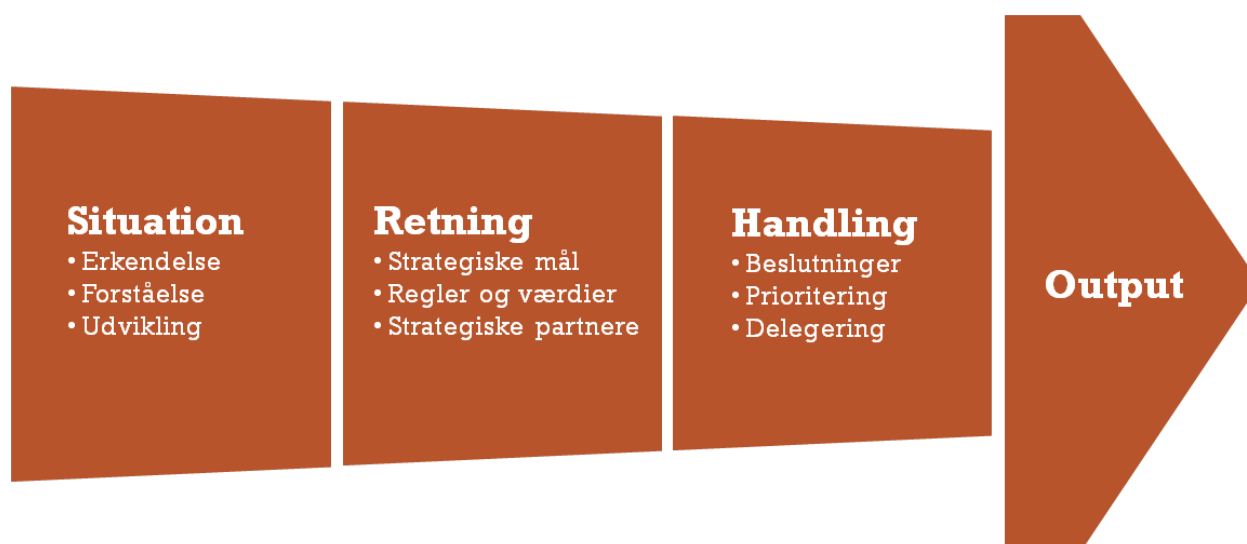 Situation
• Erkendelse
• Forståelse
• Udvikling
Retning
• Strategiske mål
• Regler og værdier
• Strategiske partnere
Handling
• Beslutninger
• Prioritering
• Delegering
Output